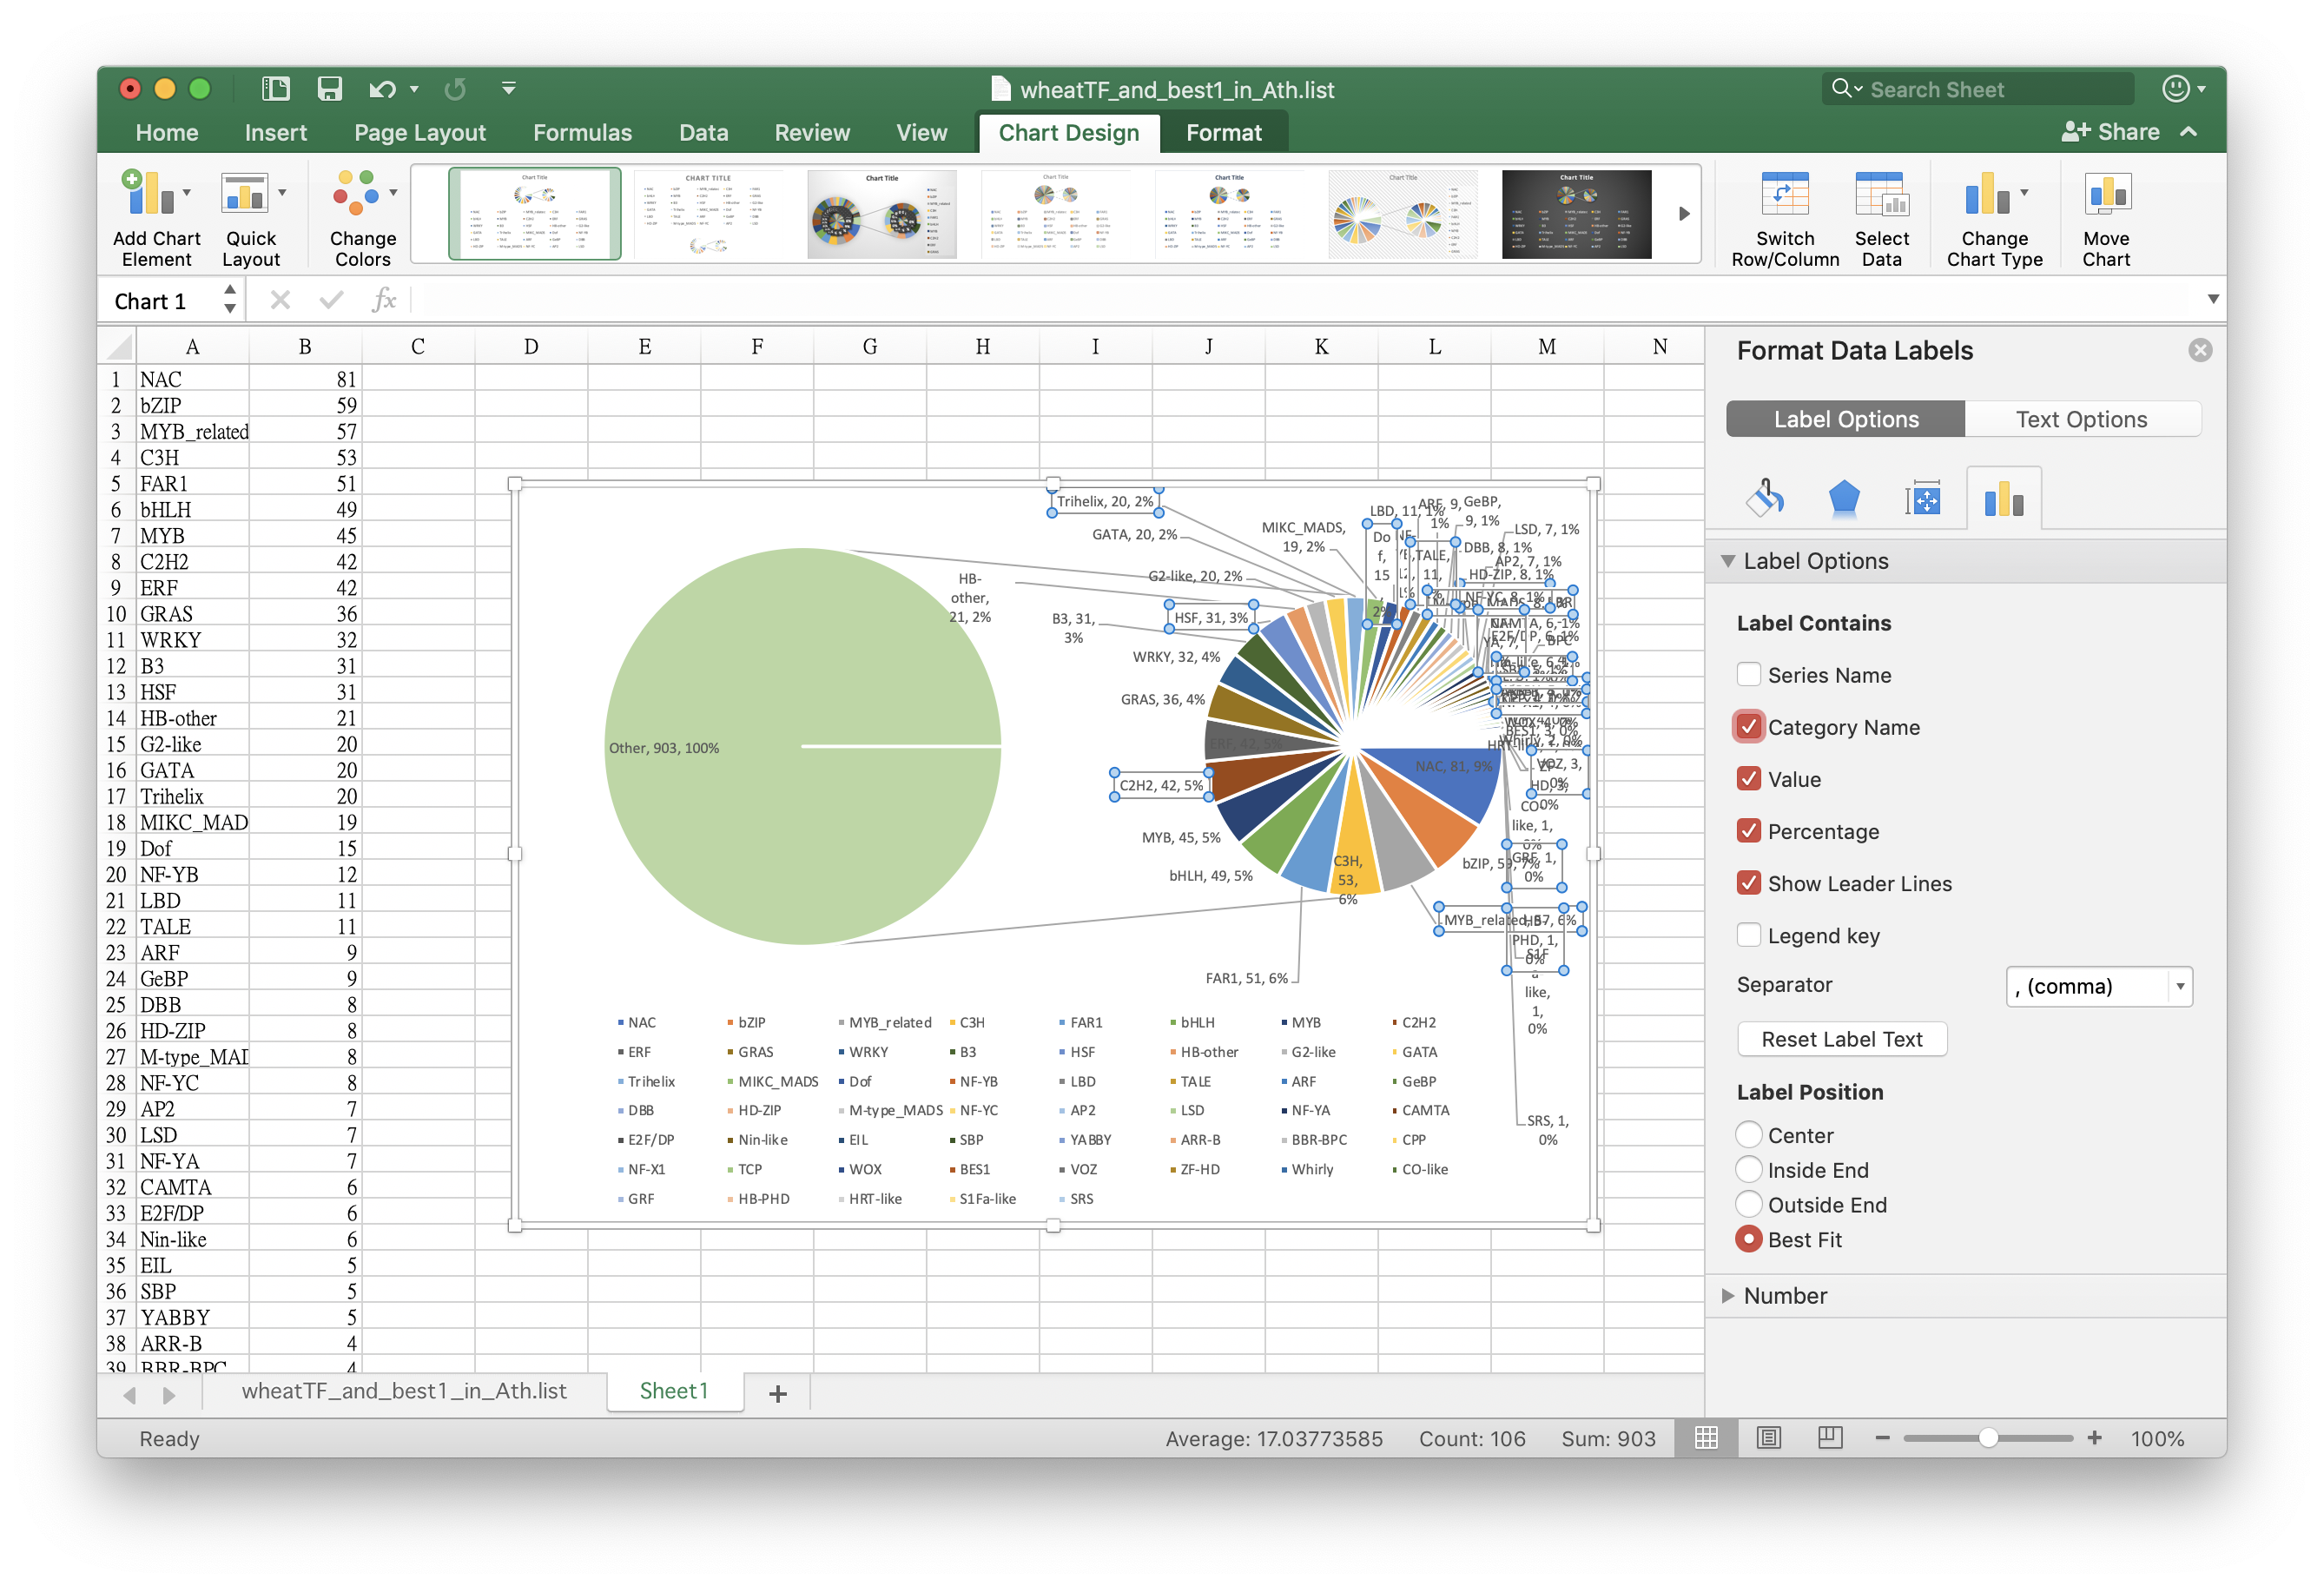 wheatTF_and_best1_in_Ath.list
Search Sheet
Home Insert Page Layout Formulas Data Review View Chart Design Format
Share
Add Chart Element
Quick Layout
Change Colors
Switch Row/Column
Select Data
Change Chart Type
Move Chart
Chart 1
fx
A B C D E F G H I J K L M N
1 NAC 81
2 bZIP 59
3 MYB_related 57
4 C3H 53
5 FAR1 51
6 bHLH 49
7 MYB 45
8 C2H2 42
9 ERF 42
10 GRAS 36
11 WRKY 32
12 B3 31
13 HSF 31
14 HB-other 21
15 G2-like 20
16 GATA 20
17 Trihelix 20
18 MIKC_MAD 19
19 Dof 15
20 NF-YB 12
21 LBD 11
22 TALE 11
23 ARF 9
24 GeBP 9
25 DBB 8
26 HD-ZIP 8
27 M-type_MAD 8
28 NF-YC 8
29 AP2 7
30 LSD 7
31 NF-YA 7
32 CAMTA 6
33 E2F/DP 6
34 Nin-like 6
35 EIL 5
36 SBP 5
37 YABBY 5
38 ARR-B 4
39 BBR-BPC 4
Other, 903, 100%
Trihelix, 20, 2%
GATA, 20, 2%
G2-like, 20, 2%
HB-other, 21, 2%
HSF, 31, 3%
B3, 31, 3%
WRKY, 32, 4%
GRAS, 36, 4%
ERF, 42, 5%
C2H2, 42, 5%
MYB, 45, 5%
bHLH, 49, 5%
FAR1, 51, 6%
C3H, 53, 6%
MYB_related, 57, 6%
bZIP, 59, 7%
NAC, 81, 9%
MIKC_MADS, 19, 2%
Dof, 15, 2%
LBD, 11, 1%
TALE, 11,
ARF, 9, 1%
GeBP, 9, 1%
LSD, 7, 1%
DBB, 8, 1%
AP2, 7, 1%
HD-ZIP, 8, 1%
NF-YC, 8, 1%
E2F/DP, 6, 1%
BES1, 3, 0%
Whirly, 2, 0%
VOZ, 3, 0%
CO-like, 1, 0%
GRF, 1, 0%
HB-PHD, 1, 0%
SRS, 1, 0%
NAC bZIP MYB_related C3H FAR1 bHLH MYB C2H2
ERF GRAS WRKY B3 HSF HB-other G2-like GATA
Trihelix MIKC_MADS Dof NF-YB LBD TALE ARF GeBP
DBB HD-ZIP M-type_MADS NF-YC AP2 LSD NF-YA CAMTA
E2F/DP Nin-like EIL SBP YABBY ARR-B BBR-BPC CPP
NF-X1 TCP WOX BES1 VOZ ZF-HD Whirly CO-like
GRF HB-PHD HRT-like S1Fa-like SRS
Format Data Labels
Label Options Text Options
Label Options
Label Contains
Series Name
Category Name
Value
Percentage
Show Leader Lines
Legend key
Separator , (comma)
Reset Label Text
Label Position
Center
Inside End
Outside End
Best Fit
Number
wheatTF_and_best1_in_Ath.list Sheet1 +
Ready Average: 17.03773585 Count: 106 Sum: 903 100%